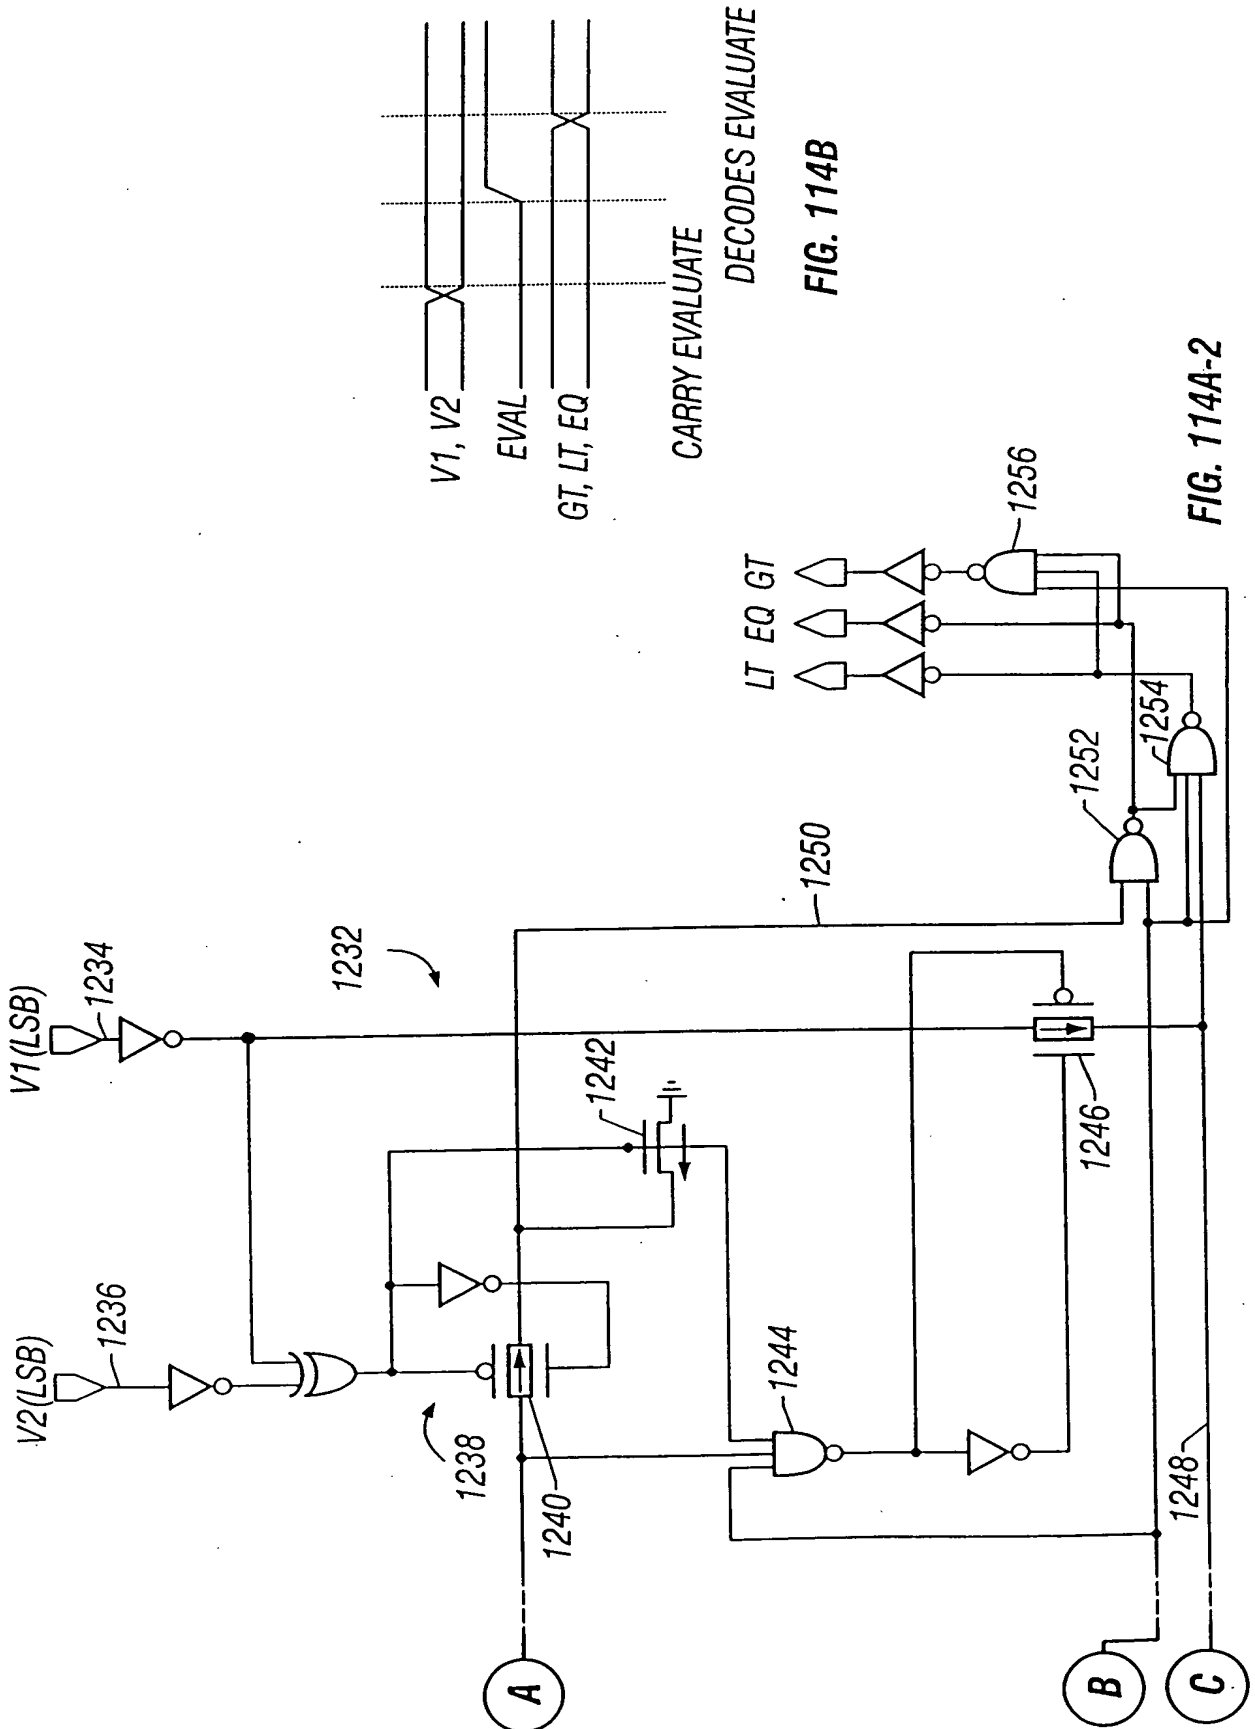 V1, V2
EVAL
GT, LT, EQ
CARRY EVALUATE
DECODES EVALUATE
FIG. 114B
V1(LSB)
1234
V2(LSB)
1236
1232
1238
1240
1242
1244
1246
1248
1250
1252
1254
1256
LT EQ GT
A
B
C
FIG. 114A-2